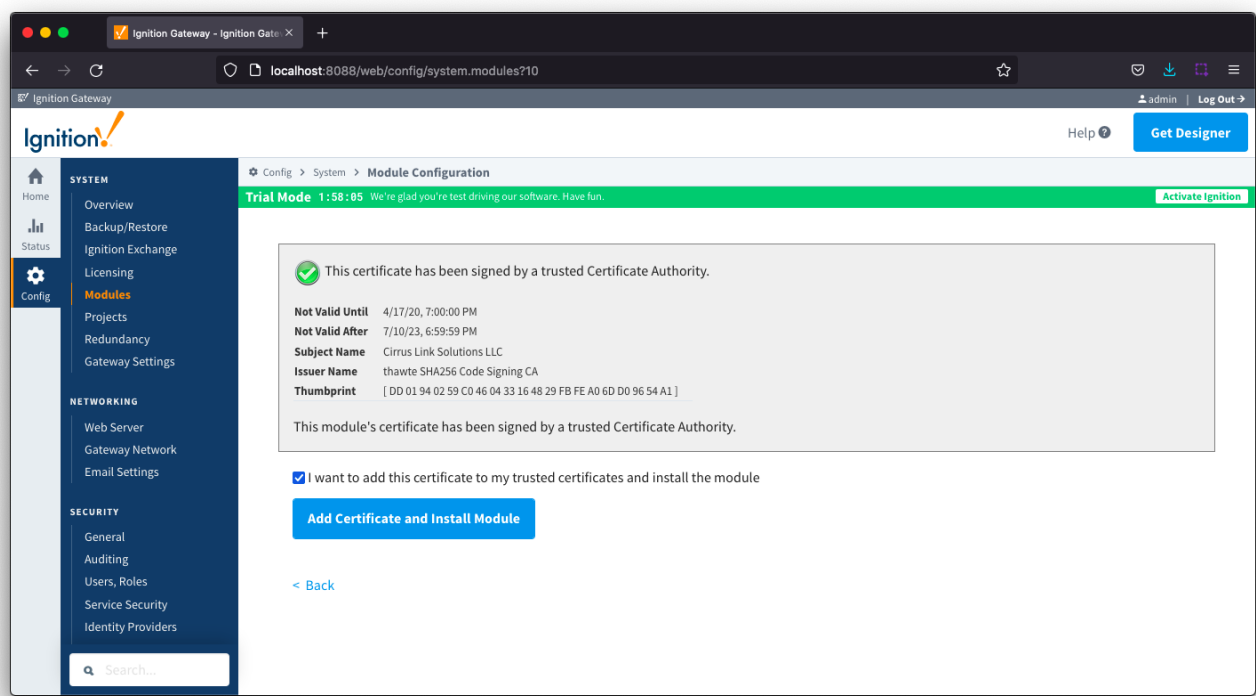 Ignition Gateway - Ignition Gate
localhost:8088/web/config/system.modules?10
Ignition Gateway
admin | Log Out
Ignition!
Help
Get Designer
Home
Status
Config
SYSTEM
Overview
Backup/Restore
Ignition Exchange
Licensing
Modules
Projects
Redundancy
Gateway Settings
NETWORKING
Web Server
Gateway Network
Email Settings
SECURITY
General
Auditing
Users, Roles
Service Security
Identity Providers
Search...
Config > System > Module Configuration
Trial Mode 1:58:05 We're glad you're test driving our software. Have fun.
Activate Ignition
This certificate has been signed by a trusted Certificate Authority.
Not Valid Until 4/17/20, 7:00:00 PM
Not Valid After 7/10/23, 6:59:59 PM
Subject Name Cirrus Link Solutions LLC
Issuer Name thawte SHA256 Code Signing CA
Thumbprint [ DD 01 94 02 59 C0 46 04 33 16 48 29 FB FE A0 6D D0 96 54 A1 ]
This module's certificate has been signed by a trusted Certificate Authority.
I want to add this certificate to my trusted certificates and install the module
Add Certificate and Install Module
< Back